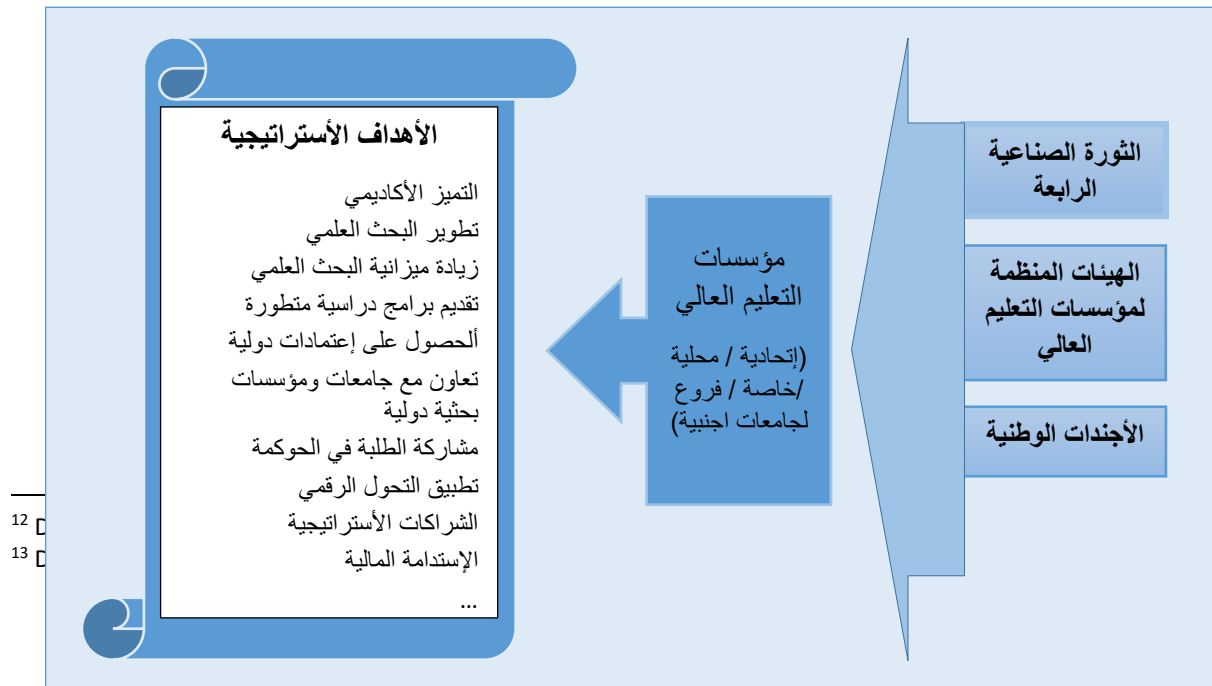 الثورة الصناعية
الرابعة
الهيئات المنظمة
لمؤسسات التعليم
العالي
الأجندات الوطنية
مؤسسات
التعليم العالي
(إتحادية / محلية
/خاصة / فروع
لجامعات اجنبية)
الأهداف الأستراتيجية
التميز الأكاديمي
تطوير البحث العلمي
زيادة ميزانية البحث العلمي
تقديم برامج دراسية متطورة
ألحصول على إعتمادات دولية
تعاون مع جامعات ومؤسسات
بحثية دولية
مشاركة الطلبة في الحوكمة
تطبيق التحول الرقمي
الشراكات الأستراتيجية
الإستدامة المالية
...
12
13